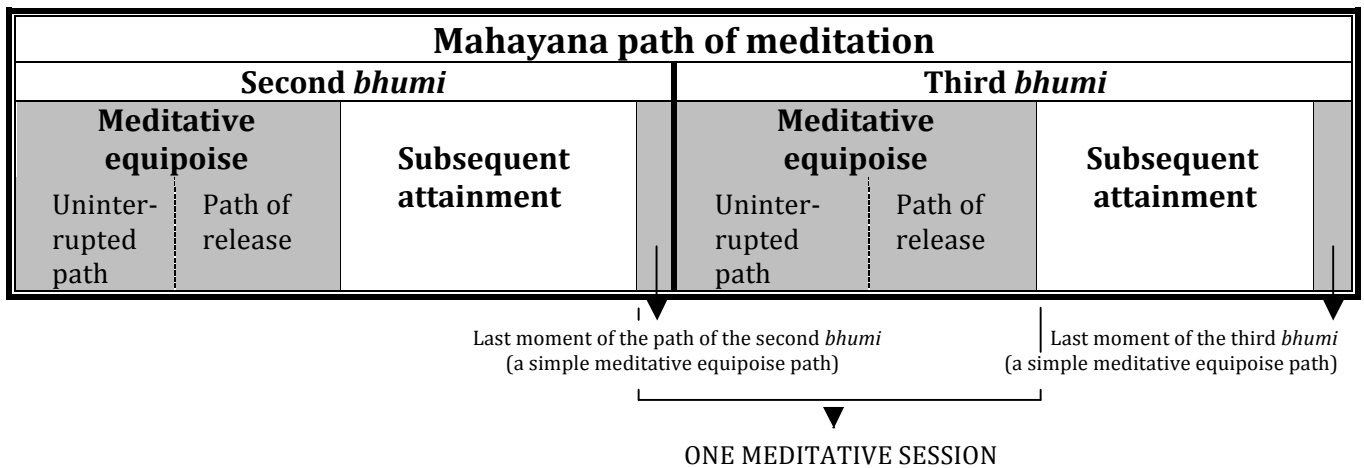 Mahayana path of meditation
Second bhumi
Third bhumi
Meditative
equipoise
Uninter-
rupted
path
Path of
release
Subsequent
attainment
Meditative
equipoise
Uninter-
rupted
path
Path of
release
Subsequent
attainment
Last moment of the path of the second bhumi
(a simple meditative equipoise path)
Last moment of the third bhumi
(a simple meditative equipoise path)
ONE MEDITATIVE SESSION